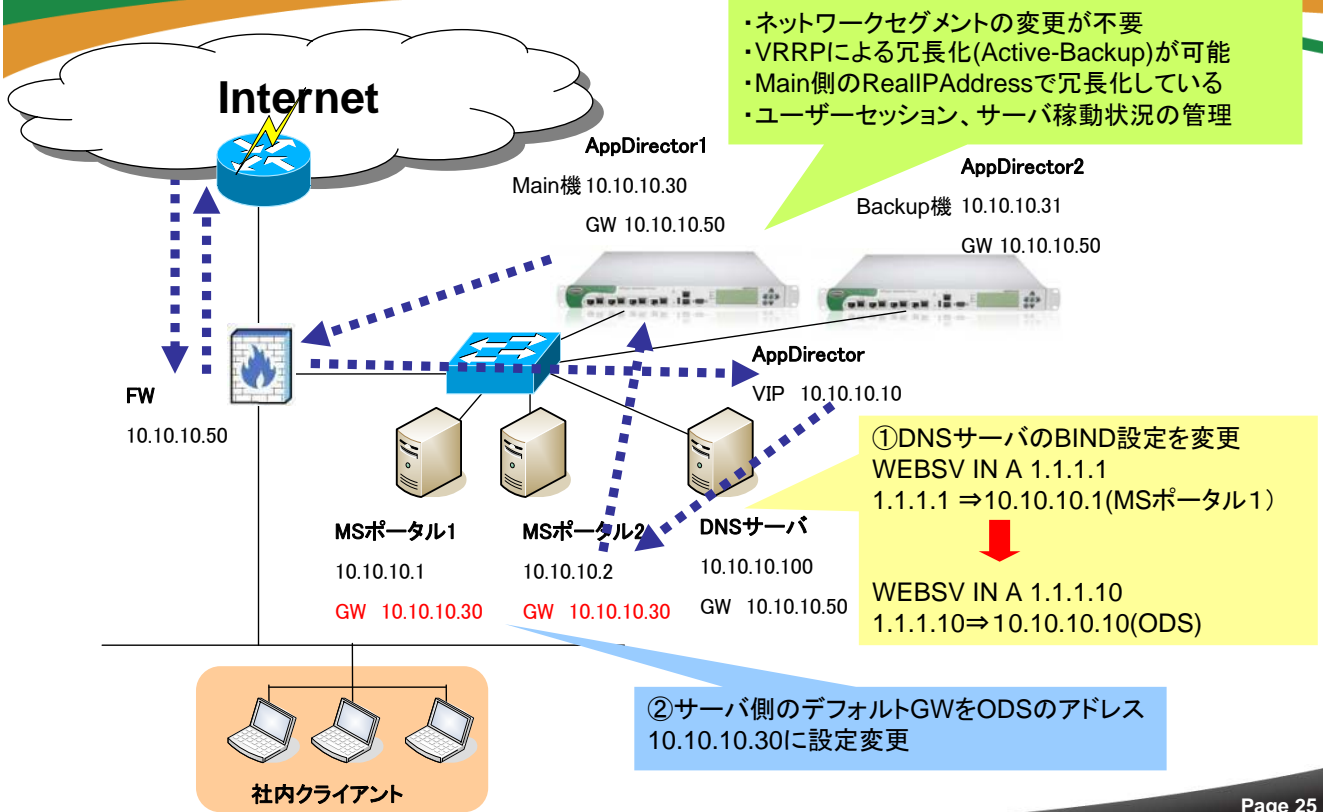 ・ネットワークセグメントの変更が不要
・VRRPによる冗長化(Active-Backup)が可能
・Main側のRealIPAddressで冗長化している
・ユーザーセッション、サーバ稼動状況の管理
Internet
AppDirector1
Main機 10.10.10.30
GW 10.10.10.50
AppDirector2
Backup機 10.10.10.31
GW 10.10.10.50
FW
10.10.10.50
AppDirector
VIP 10.10.10.10
MSポータル1
10.10.10.1
GW 10.10.10.30
MSポータル2
10.10.10.2
GW 10.10.10.30
DNSサーバ
10.10.10.100
GW 10.10.10.50
①DNSサーバのBIND設定を変更
WEBSV IN A 1.1.1.1
1.1.1.1 ⇒10.10.10.1(MSポータル１)
WEBSV IN A 1.1.1.10
1.1.1.10⇒10.10.10.10(ODS)
②サーバ側のデフォルトGWをODSのアドレス
10.10.10.30に設定変更
社内クライアント
Page 25